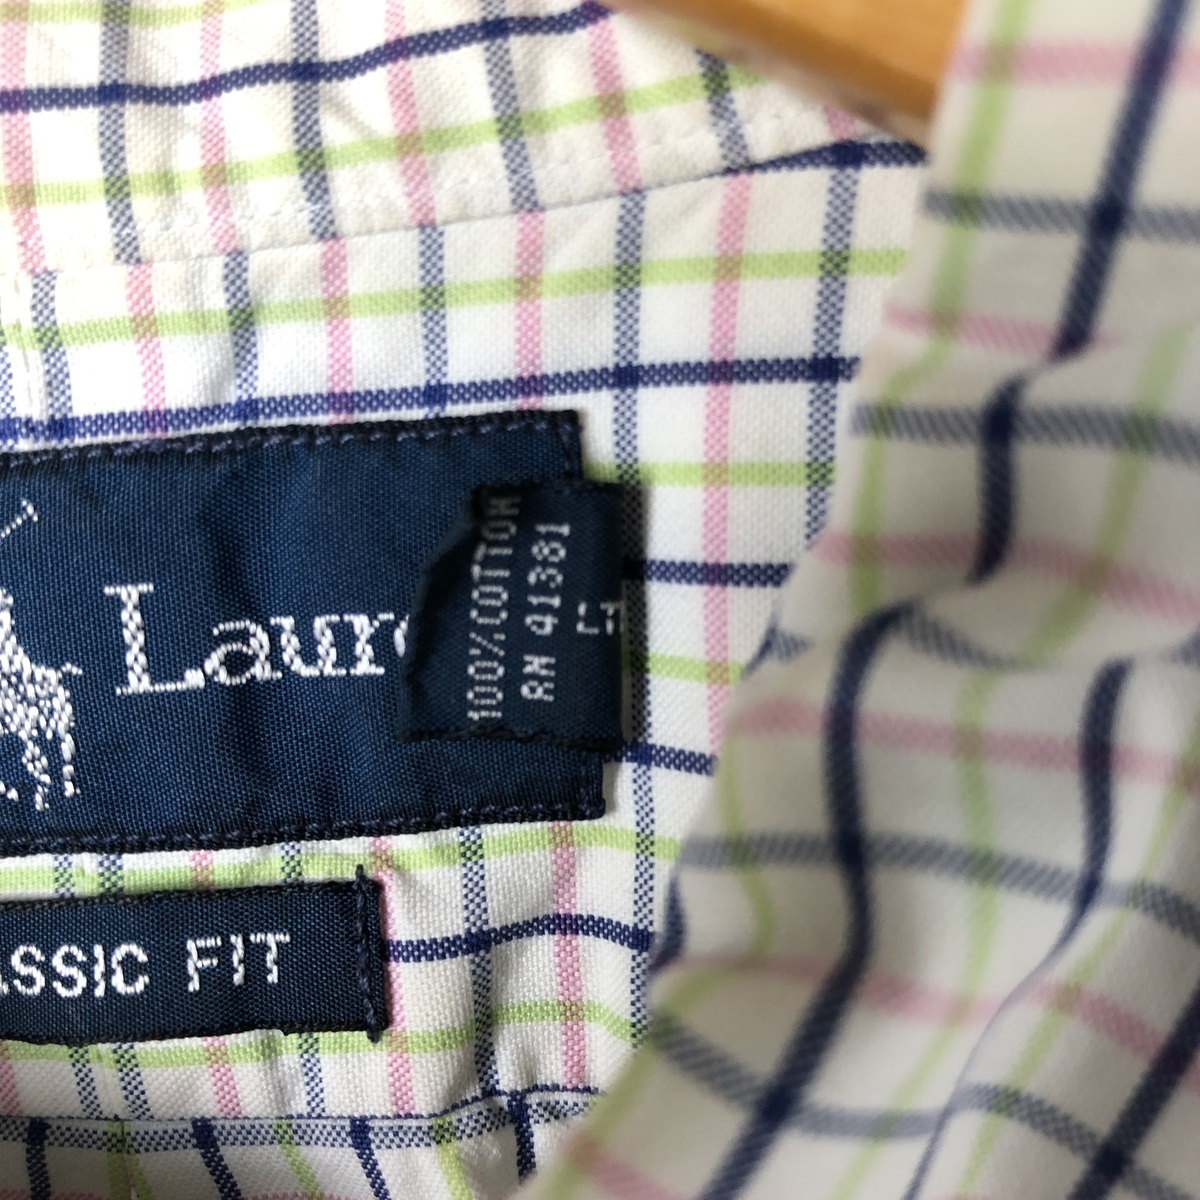 Laure
100% COTTON
RN 41381
LT
ASSIC FIT